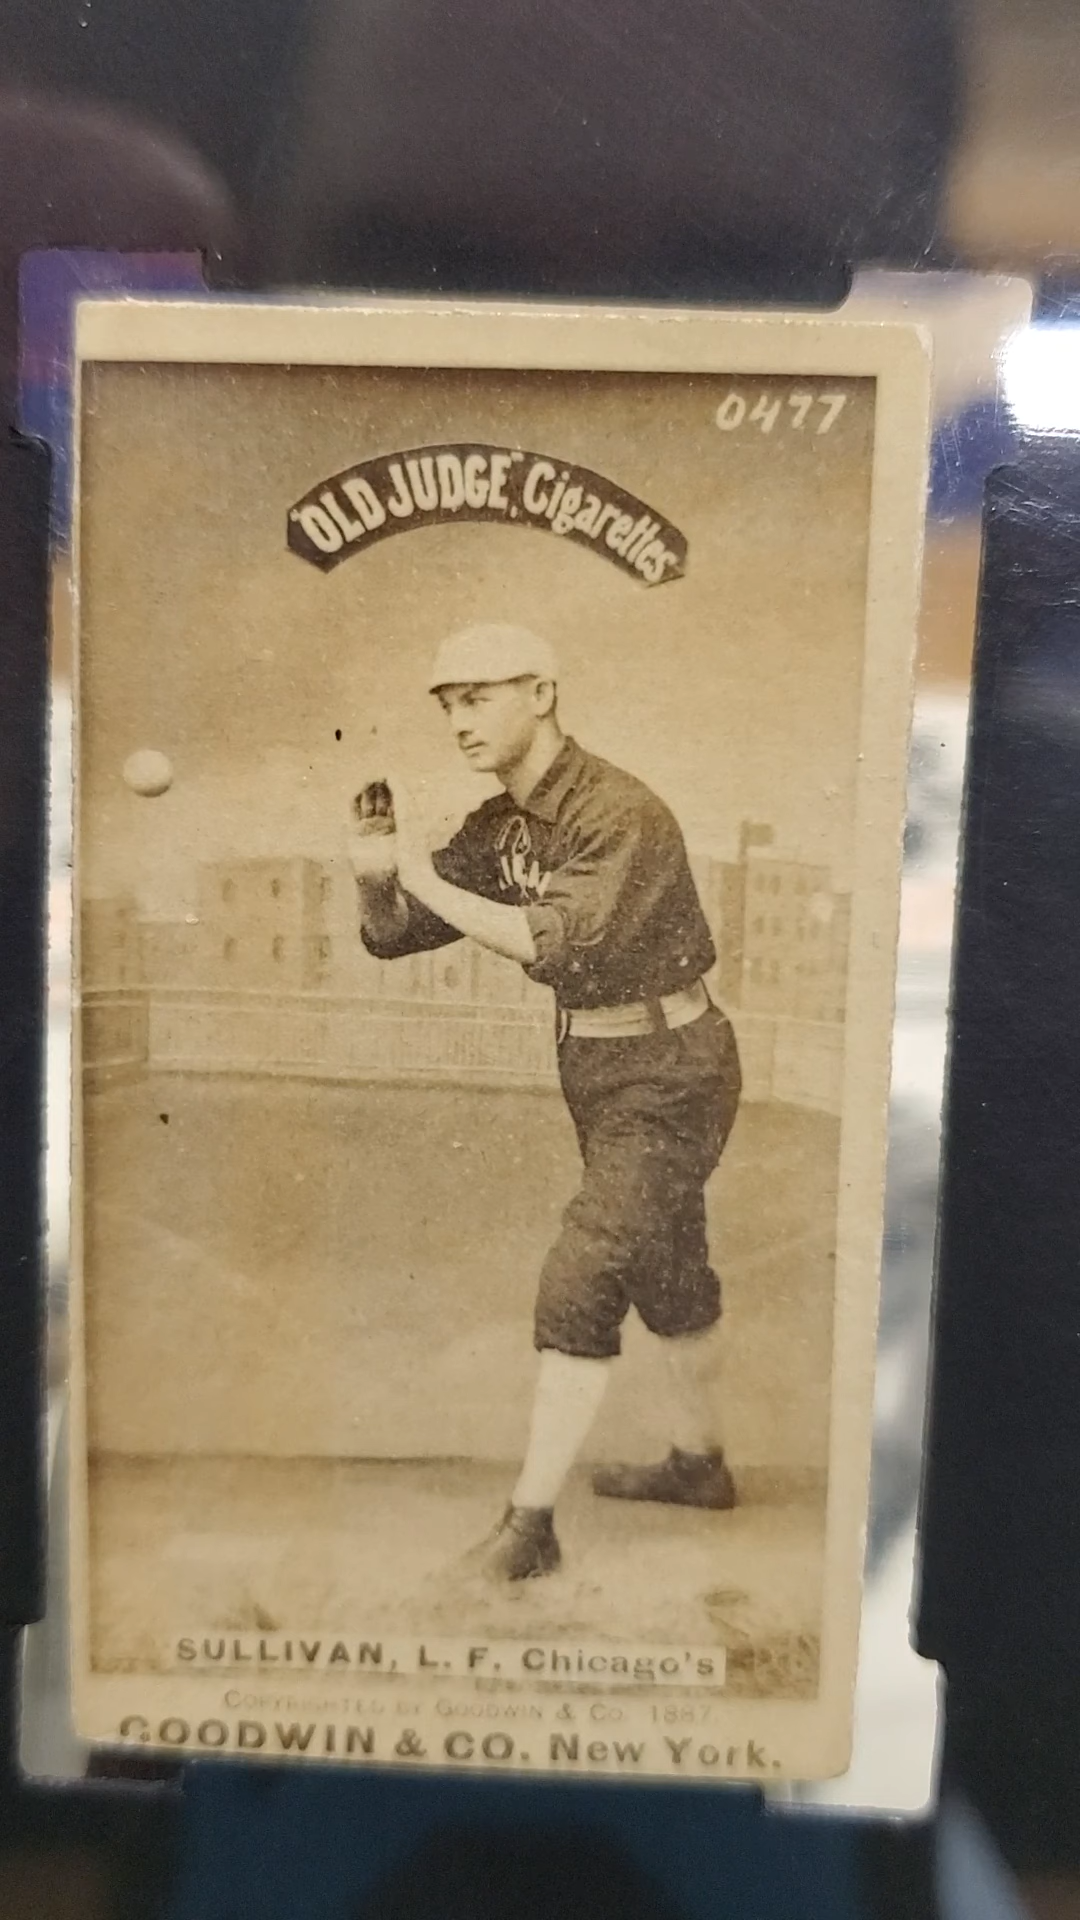 0477
"OLD JUDGE" Cigarettes
SULLIVAN, L. F. Chicago's
COPYRIGHTED BY GOODWIN & CO. 1887.
GOODWIN & CO. New York.